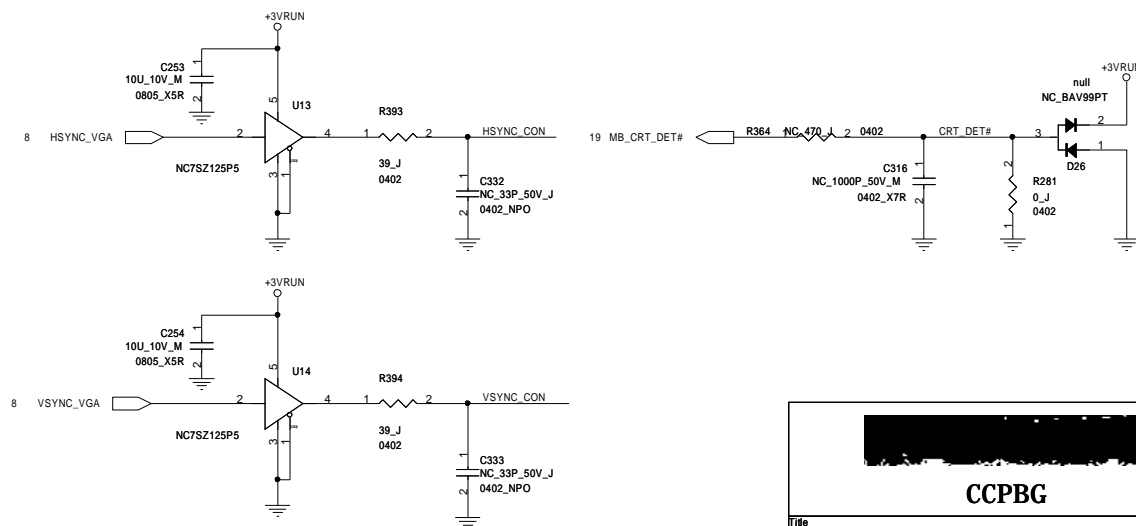 +3VRUN
1
C253
10U_10V_M
0805_X5R
2
5
U13
8 HSYNC_VGA
2
4
NC7SZ125P5
3
1
R393
1 2
39_J
0402
HSYNC_CON
1
C332
NC_33P_50V_J
0402_NPO
2
19 MB_CRT_DET#
R364 NC_470_J 2 0402
CRT_DET#
1
C316
NC_1000P_50V_M
0402_X7R
2
2
R281
0_J
0402
1
+3VRUN
null
NC_BAV99PT
3
2
1
D26
+3VRUN
1
C254
10U_10V_M
0805_X5R
2
5
U14
8 VSYNC_VGA
2
4
NC7SZ125P5
3
1
R394
1 2
39_J
0402
VSYNC_CON
1
C333
NC_33P_50V_J
0402_NPO
2
CCPBG
Title